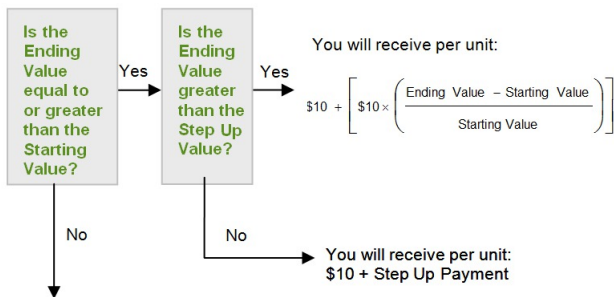 Is the
Ending
Value
equal to
or greater
than the
Starting
Value?
Yes
Is the
Ending
Value
greater
than the
Step Up
Value?
Yes
You will receive per unit:
$10 + [ $10 × ( Ending Value − Starting Value
Starting Value ) ]
No
No
You will receive per unit:
$10 + Step Up Payment